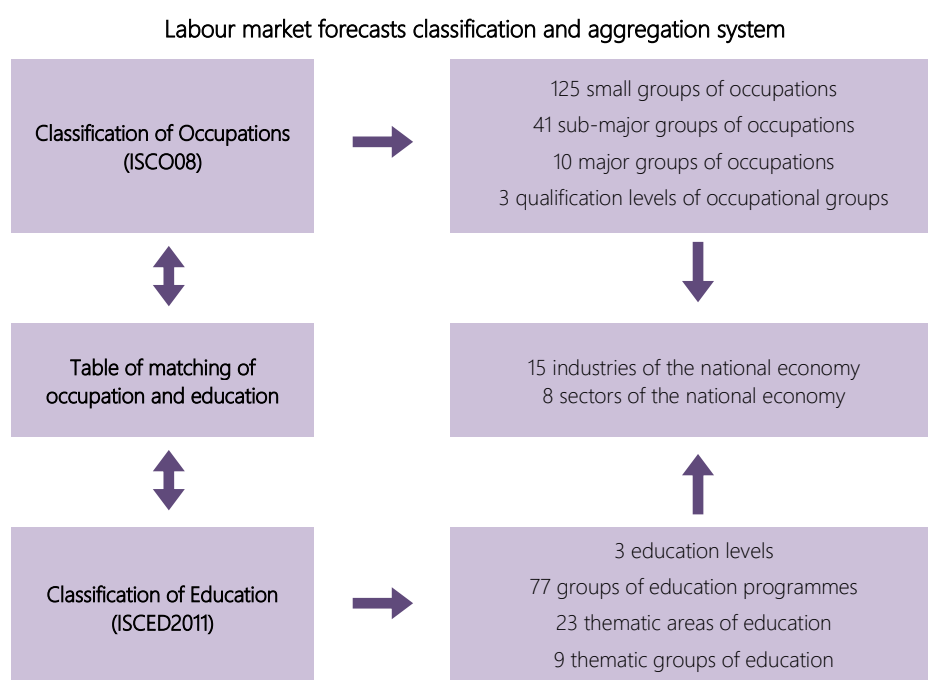 Labour market forecasts classification and aggregation system
Classification of Occupations
(ISCO08)
125 small groups of occupations
41 sub-major groups of occupations
10 major groups of occupations
3 qualification levels of occupational groups
Table of matching of
occupation and education
15 industries of the national economy
8 sectors of the national economy
Classification of Education
(ISCED2011)
3 education levels
77 groups of education programmes
23 thematic areas of education
9 thematic groups of education